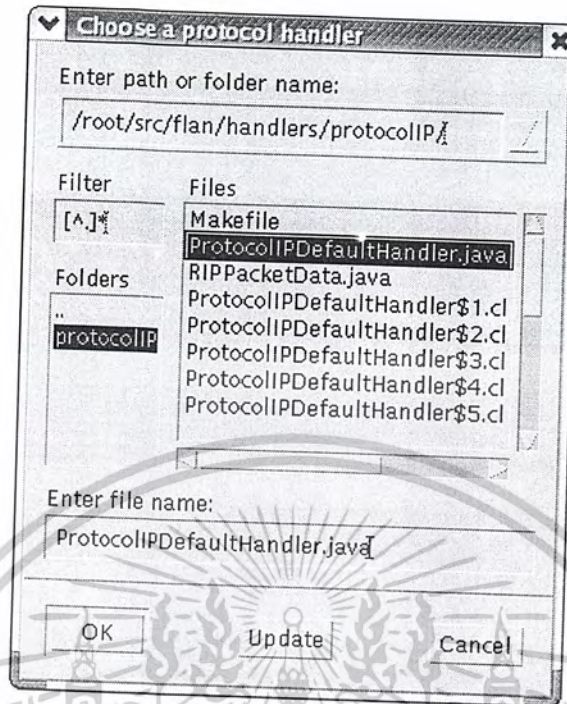 Choose a protocol handler
Enter path or folder name:
/root/src/flan/handlers/protocolIP/
Filter
[^.]*
Folders
..
protocolIP
Files
Makefile
ProtocolIPDefaultHandler.java
RIPPacketData.java
ProtocolIPDefaultHandler$1.cl
ProtocolIPDefaultHandler$2.cl
ProtocolIPDefaultHandler$3.cl
ProtocolIPDefaultHandler$4.cl
ProtocolIPDefaultHandler$5.cl
Enter file name:
ProtocolIPDefaultHandler.java
OK
Update
Cancel